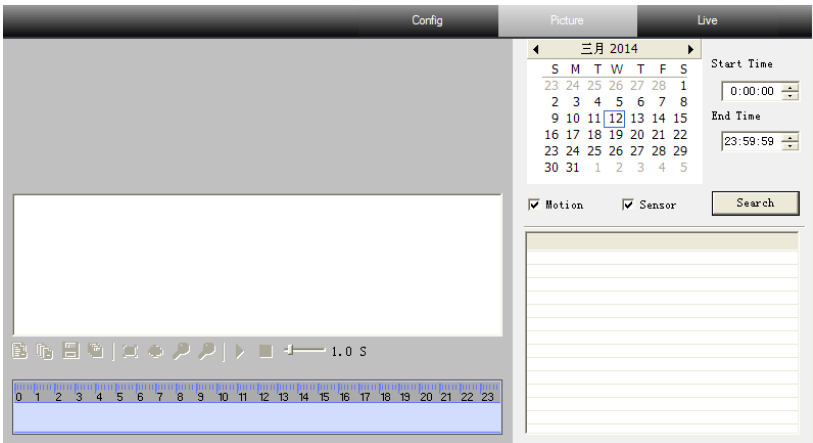 Config Picture Live
三月 2014
S M T W T F S
23 24 25 26 27 28 1
2 3 4 5 6 7 8
9 10 11 12 13 14 15
16 17 18 19 20 21 22
23 24 25 26 27 28 29
30 31 1 2 3 4 5
Start Time
0:00:00
End Time
23:59:59
Motion Sensor Search
1.0 S
0 1 2 3 4 5 6 7 8 9 10 11 12 13 14 15 16 17 18 19 20 21 22 23